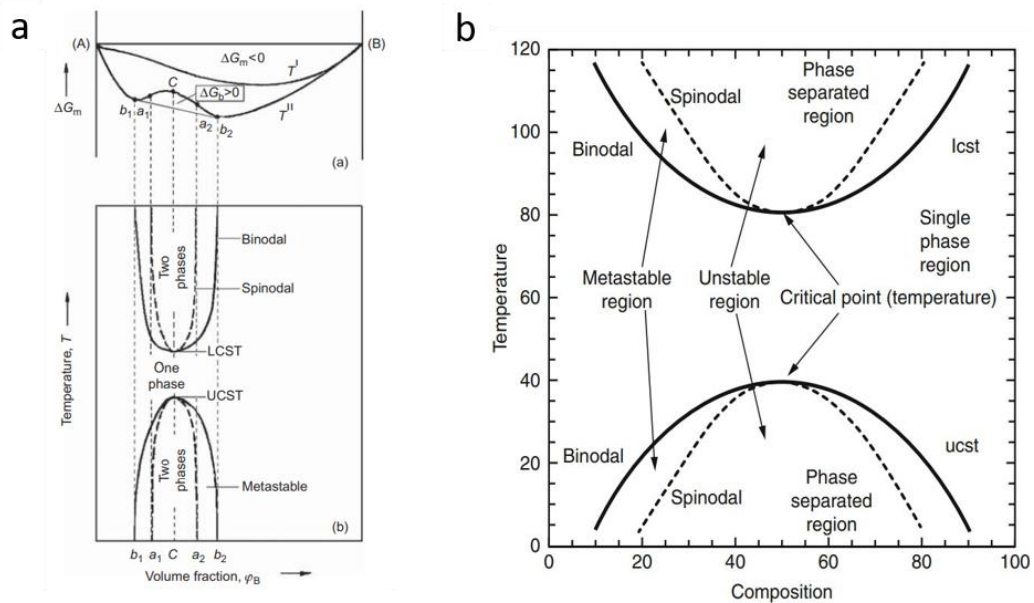 a
(A)
(B)
ΔGm<0
T^I
C
ΔGb>0
ΔGm
b1 a1
a2 b2
T^II
(a)
Binodal
Two
phases
Spinodal
LCST
One
phase
UCST
Two
phases
Metastable
Temperature, T
(b)
b1 a1 C a2 b2
Volume fraction, φB
b
120
100
80
60
40
20
0
Temperature
Spinodal
Phase
separated
region
Binodal
lcst
Single
phase
region
Metastable
region
Unstable
region
Critical point (temperature)
Binodal
ucst
Spinodal
Phase
separated
region
0 20 40 60 80 100
Composition